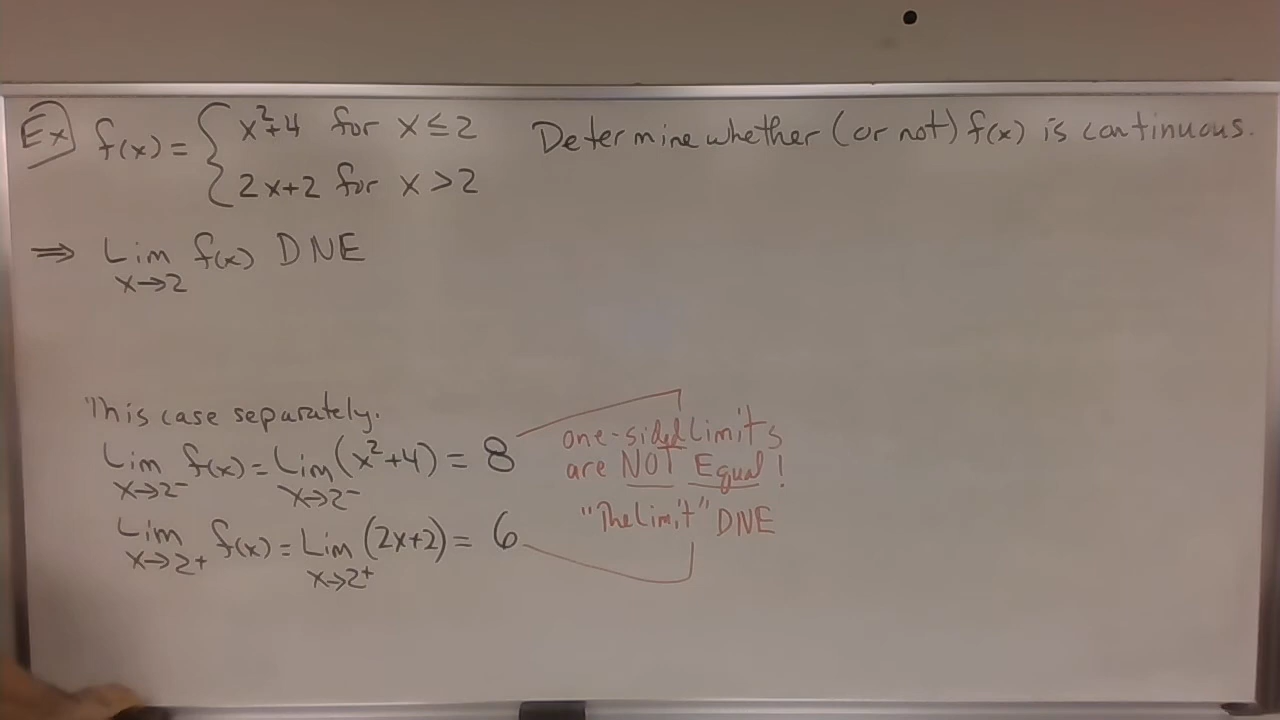 Ex f(x) = { x²+4 for x ≤ 2 Determine whether (or not) f(x) is continuous.
2x+2 for x > 2
⇒ Lim f(x) DNE
x→2
This case separately.
Lim f(x) = Lim (x²+4) = 8
x→2⁻ x→2⁻
Lim f(x) = Lim (2x+2) = 6
x→2⁺ x→2⁺
one-sided Limits
are NOT Equal!
"The Limit" DNE